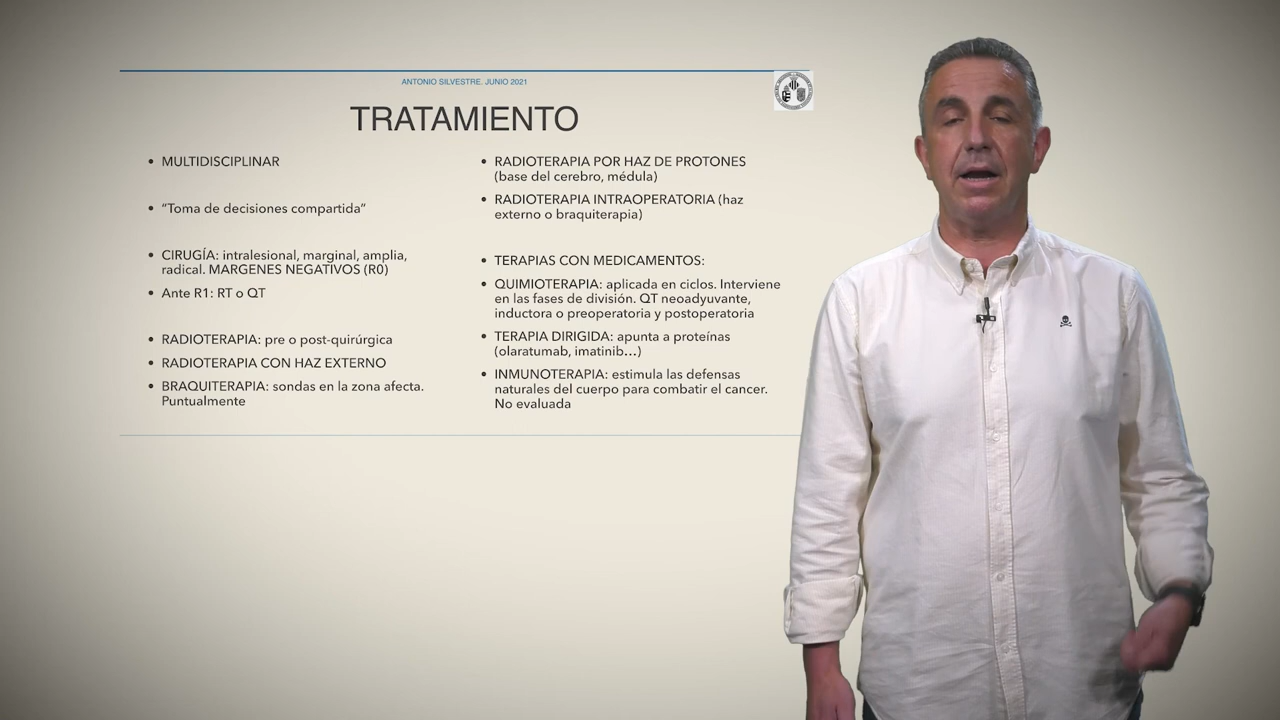 ANTONIO SILVESTRE. JUNIO 2021
TRATAMIENTO
• MULTIDISCIPLINAR
• “Toma de decisiones compartida”
• CIRUGÍA: intralesional, marginal, amplia,
radical. MARGENES NEGATIVOS (R0)
• Ante R1: RT o QT
• RADIOTERAPIA: pre o post-quirúrgica
• RADIOTERAPIA CON HAZ EXTERNO
• BRAQUITERAPIA: sondas en la zona afecta.
Puntualmente
• RADIOTERAPIA POR HAZ DE PROTONES
(base del cerebro, médula)
• RADIOTERAPIA INTRAOPERATORIA (haz
externo o braquiterapia)
• TERAPIAS CON MEDICAMENTOS:
• QUIMIOTERAPIA: aplicada en ciclos. Interviene
en las fases de división. QT neoadyuvante,
inductora o preoperatoria y postoperatoria
• TERAPIA DIRIGIDA: apunta a proteínas
(olaratumab, imatinib...)
• INMUNOTERAPIA: estimula las defensas
naturales del cuerpo para combatir el cancer.
No evaluada